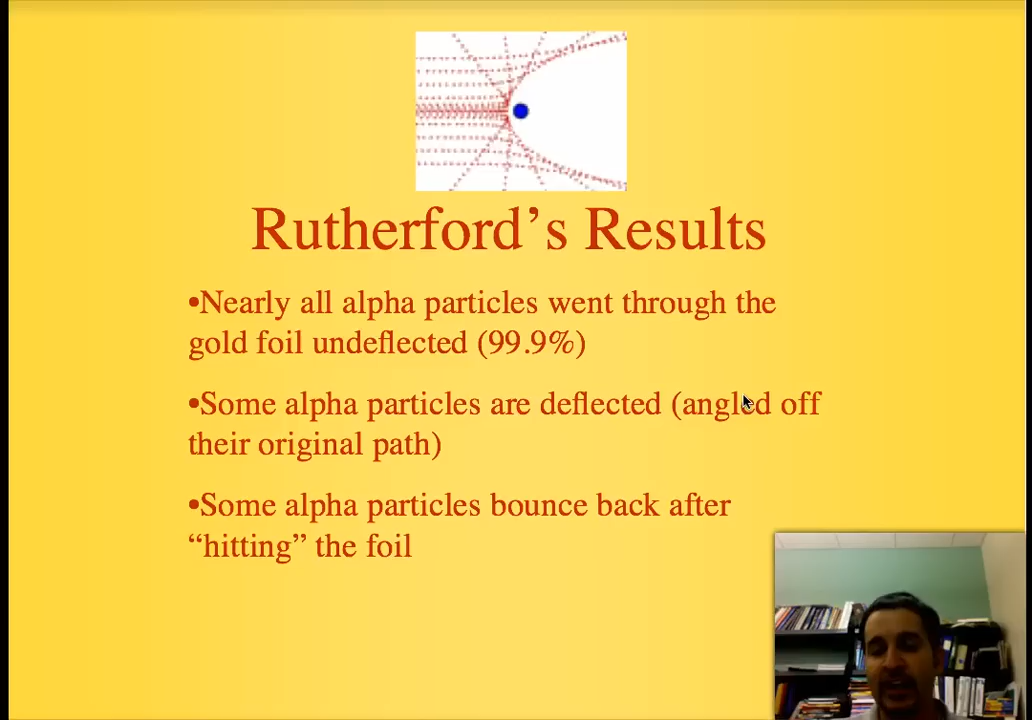 Rutherford’s Results
•Nearly all alpha particles went through the
gold foil undeflected (99.9%)
•Some alpha particles are deflected (angled off
their original path)
•Some alpha particles bounce back after
“hitting” the foil